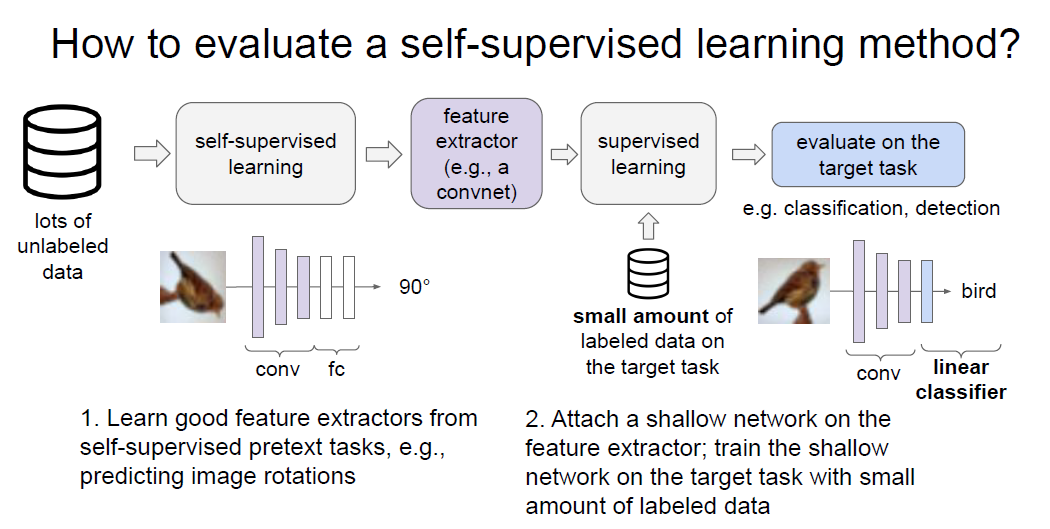 How to evaluate a self-supervised learning method?
lots of
unlabeled
data
self-supervised
learning
feature
extractor
(e.g., a
convnet)
supervised
learning
evaluate on the
target task
e.g. classification, detection
90°
conv
fc
small amount of
labeled data on
the target task
bird
conv
linear
classifier
1. Learn good feature extractors from
self-supervised pretext tasks, e.g.,
predicting image rotations
2. Attach a shallow network on the
feature extractor; train the shallow
network on the target task with small
amount of labeled data